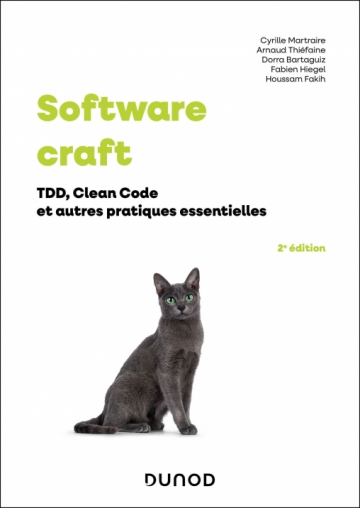 Cyrille Martraire
Arnaud Thiéfaine
Dorra Bartaguiz
Fabien Hiegel
Houssam Fakih
Software
craft
TDD, Clean Code
et autres pratiques essentielles
2e édition
DUNOD